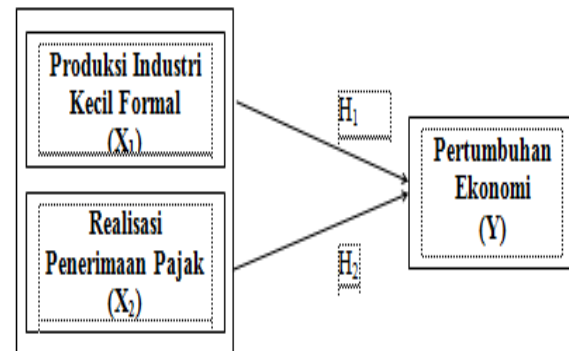 Produksi Industri
Kecil Formal
(X₁)
H₁
Pertumbuhan
Ekonomi
(Y)
Realisasi
Penerimaan Pajak
(X₂)
H₂